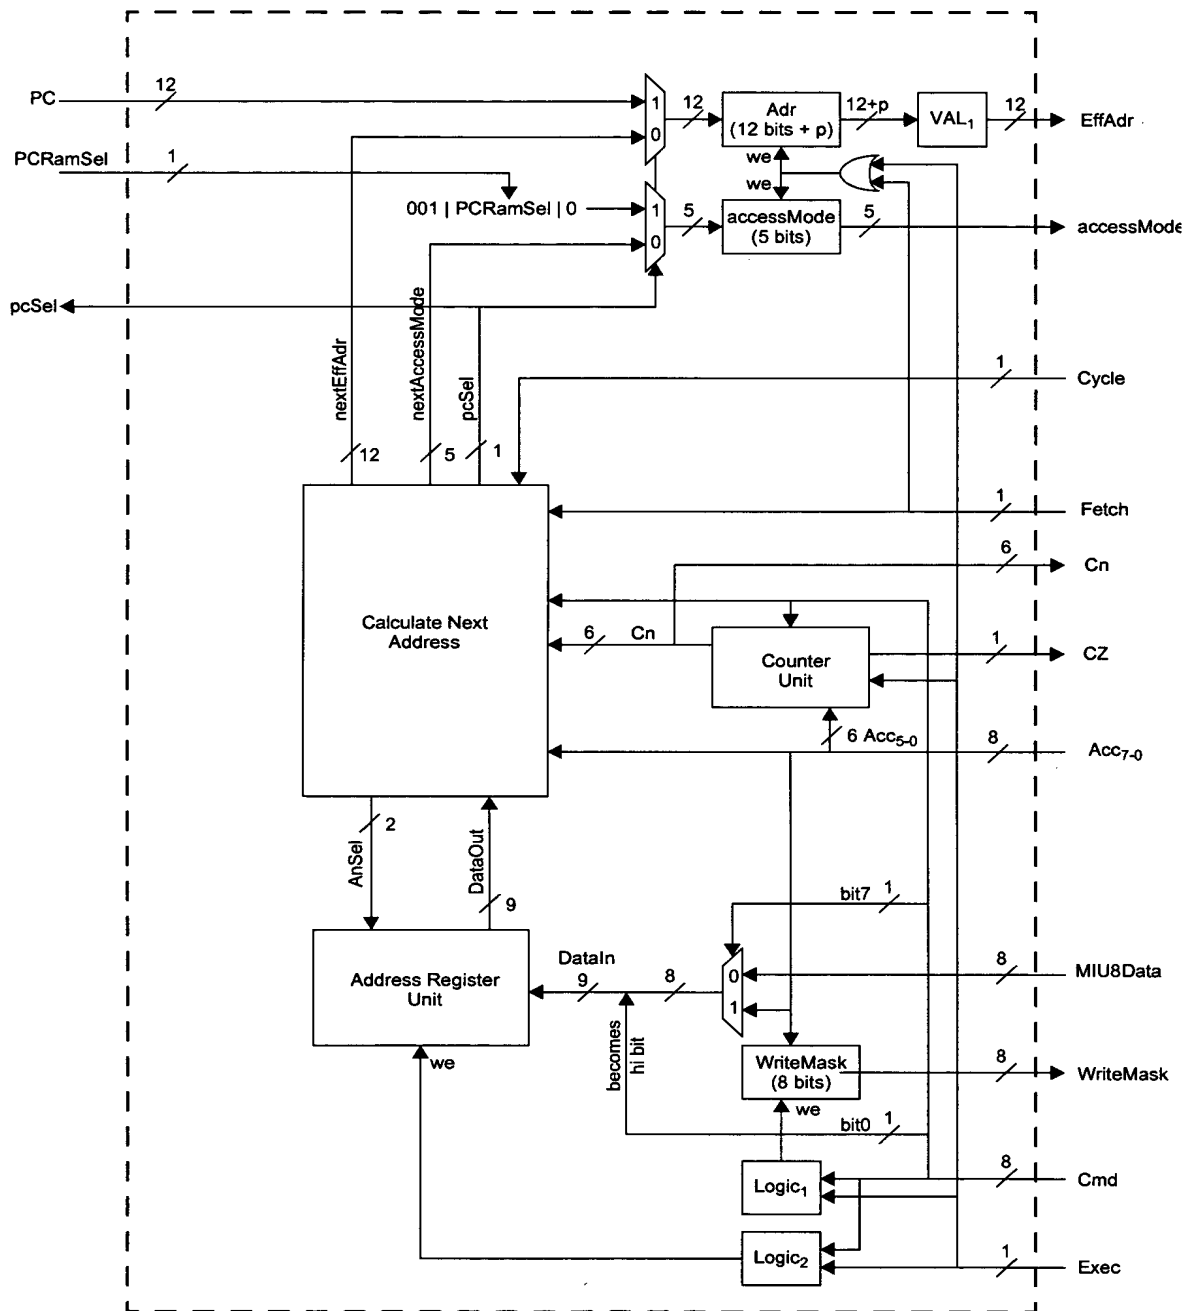 PC
12
1
0
12
Adr
(12 bits + p)
12+p
VAL1
12
EffAdr
PCRamSel
1
we
we
001 | PCRamSel | 0
1
0
5
accessMode
(5 bits)
5
accessMode
pcSel
nextEffAdr
nextAccessMode
pcSel
12
5
1
1
Cycle
1
Fetch
6
Cn
Calculate Next
Address
6
Cn
Counter
Unit
1
CZ
6 Acc5-0
8
Acc7-0
AnSel
2
DataOut
9
bit7
1
Address Register
Unit
DataIn
9
8
0
1
8
MIU8Data
becomes
hi bit
we
WriteMask
(8 bits)
8
WriteMask
we
bit0
1
Logic1
8
Cmd
Logic2
1
Exec